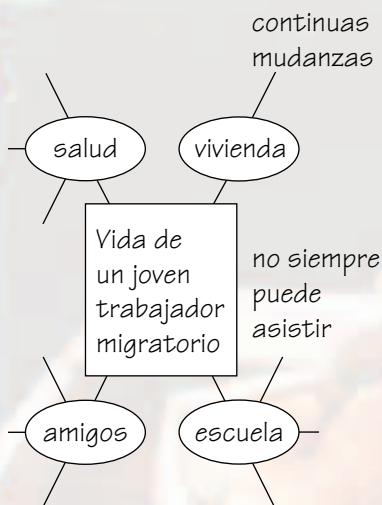 continuas
mudanzas
salud
vivienda
Vida de
un joven
trabajador
migratorio
no siempre
puede
asistir
amigos
escuela